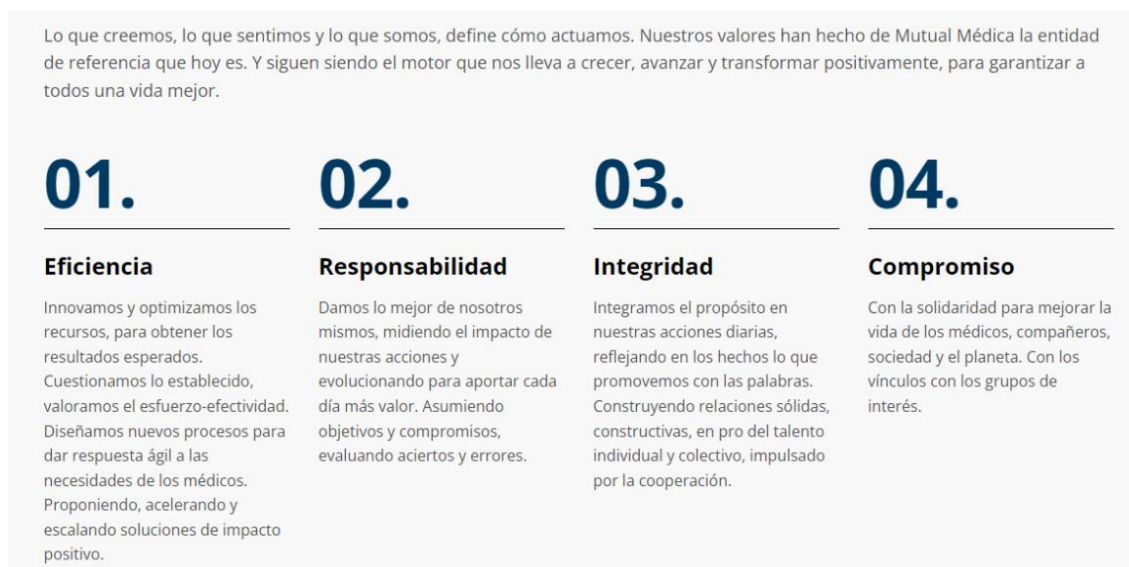 Lo que creemos, lo que sentimos y lo que somos, define cómo actuamos. Nuestros valores han hecho de Mutual Médica la entidad
de referencia que hoy es. Y siguen siendo el motor que nos lleva a crecer, avanzar y transformar positivamente, para garantizar a
todos una vida mejor.
01.
Eficiencia
Innovamos y optimizamos los
recursos, para obtener los
resultados esperados.
Cuestionamos lo establecido,
valoramos el esfuerzo-efectividad.
Diseñamos nuevos procesos para
dar respuesta ágil a las
necesidades de los médicos.
Proponiendo, acelerando y
escalando soluciones de impacto
positivo.
02.
Responsabilidad
Damos lo mejor de nosotros
mismos, midiendo el impacto de
nuestras acciones y
evolucionando para aportar cada
día más valor. Asumiendo
objetivos y compromisos,
evaluando aciertos y errores.
03.
Integridad
Integramos el propósito en
nuestras acciones diarias,
reflejando en los hechos lo que
promovemos con las palabras.
Construyendo relaciones sólidas,
constructivas, en pro del talento
individual y colectivo, impulsado
por la cooperación.
04.
Compromiso
Con la solidaridad para mejorar la
vida de los médicos, compañeros,
sociedad y el planeta. Con los
vínculos con los grupos de
interés.